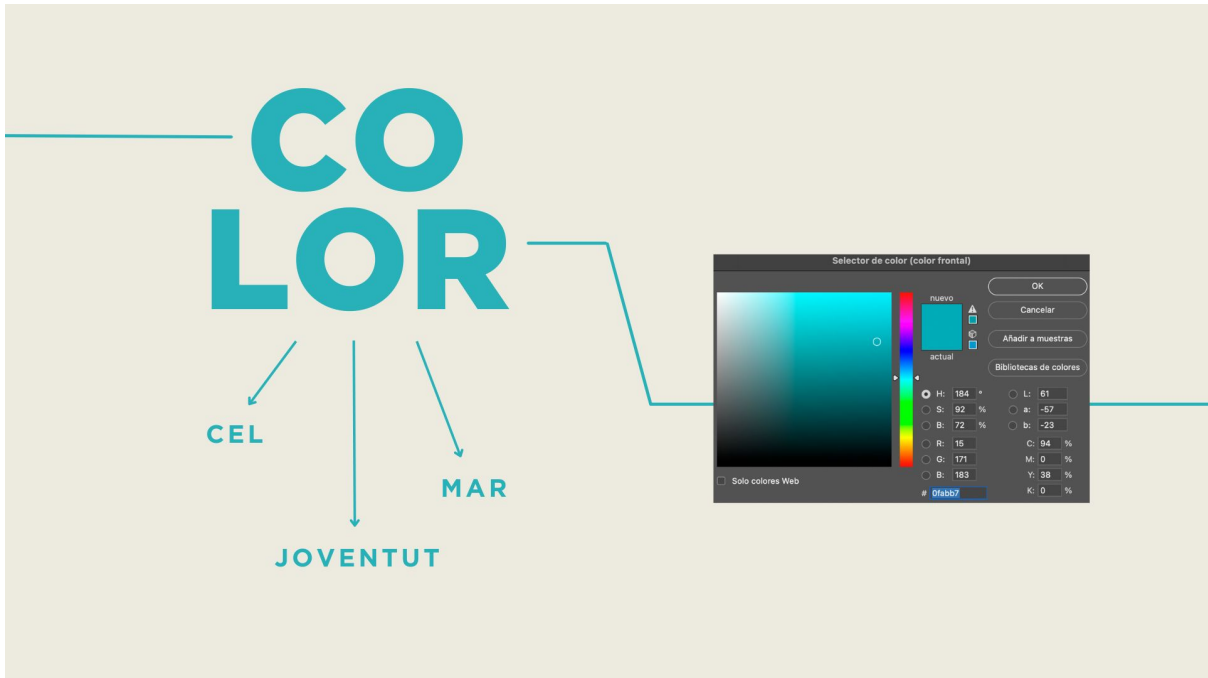 CO
LOR
CEL
MAR
JOVENTUT
Selector de color (color frontal)
nuevo
actual
OK
Cancelar
Añadir a muestras
Bibliotecas de colores
H: 184 °
S: 92 %
B: 72 %
R: 15
G: 171
B: 183
# 0fabb7
L: 61
a: -57
b: -23
C: 94 %
M: 0 %
Y: 38 %
K: 0 %
Solo colores Web